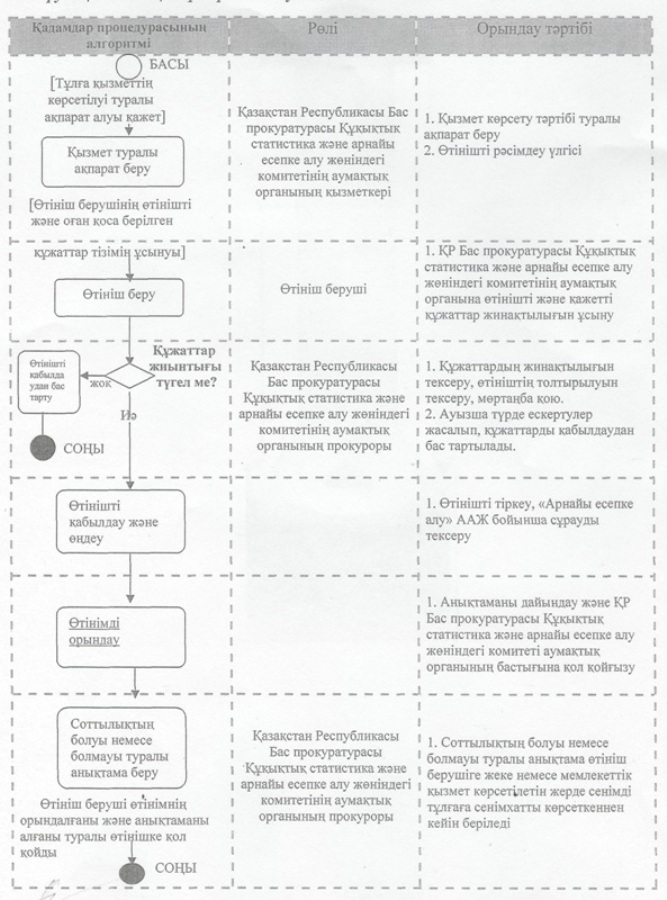 Қадамдар процедурасының
алгоритмі
Рөлі
Орындау тәртібі
БАСЫ
[Тұлға қызметтің
көрсетілуі туралы
ақпарат алуы қажет]
Қызмет туралы
ақпарат беру
[Өтініш берушінің өтінішті
және оған қоса берілген
Қазақстан Республикасы Бас
прокуратурасы Құқықтық
статистика және арнайы
есепке алу жөніндегі
комитетінің аумақтық
органының қызметкері
1. Қызмет көрсету тәртібі туралы
ақпарат беру
2. Өтінішті рәсімдеу үлгісі
құжаттар тізімін ұсынуы]
Өтініш беру
Өтініш беруші
1. ҚР Бас прокуратурасы Құқықтық
статистика және арнайы есепке алу
жөніндегі комитетінің аумақтық
органына өтінішті және қажетті
құжаттар жинақтылығын ұсыну
Өтінішті
қабылда
удан бас
тарту
жоқ
Құжаттар
жиынтығы
түгел ме?
Иә
СОҢЫ
Қазақстан Республикасы
Бас прокуратурасы
Құқықтық статистика және
арнайы есепке алу жөніндегі
комитетінің аумақтық
органының прокуроры
1. Құжаттардың жинақтылығын
тексеру, өтініштің толтырылуын
тексеру, мөртаңба қою.
2. Ауызша түрде ескертулер
жасалып, құжаттарды қабылдаудан
бас тартылады.
Өтінішті
қабылдау және
өңдеу
1. Өтінішті тіркеу, «Арнайы есепке
алу» ААЖ бойынша сұрауды
тексеру
Өтінімді
орындау
1. Анықтаманы дайындау және ҚР
Бас прокуратурасы Құқықтық
статистика және арнайы есепке алу
жөніндегі комитеті аумақтық
органының бастығына қол қойғызу
Соттылықтың
болуы немесе
болмауы туралы
анықтама беру
Өтініш беруші өтінімнің
орындалғаны және анықтаманы
алғаны туралы өтінішке қол
қойды
СОҢЫ
Қазақстан Республикасы
Бас прокуратурасы
Құқықтық статистика және
арнайы есепке алу жөніндегі
комитетінің аумақтық
органының прокуроры
1. Соттылықтың болуы немесе
болмауы туралы анықтама өтініш
берушіге жеке немесе мемлекеттік
қызмет көрсетілетін жерде сенімді
тұлғаға сенімхатты көрсеткеннен
кейін беріледі